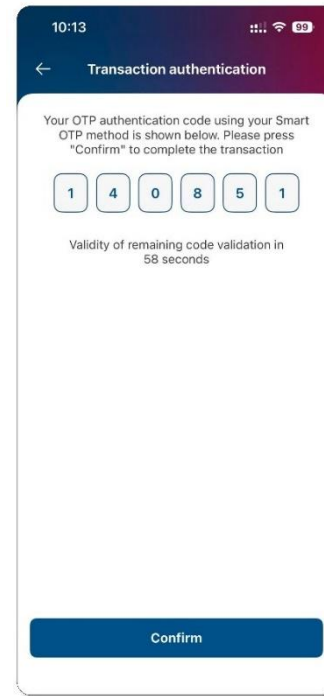 10:13
99
Transaction authentication
Your OTP authentication code using your Smart
OTP method is shown below. Please press
"Confirm" to complete the transaction
1 4 0 8 5 1
Validity of remaining code validation in
58 seconds
Confirm